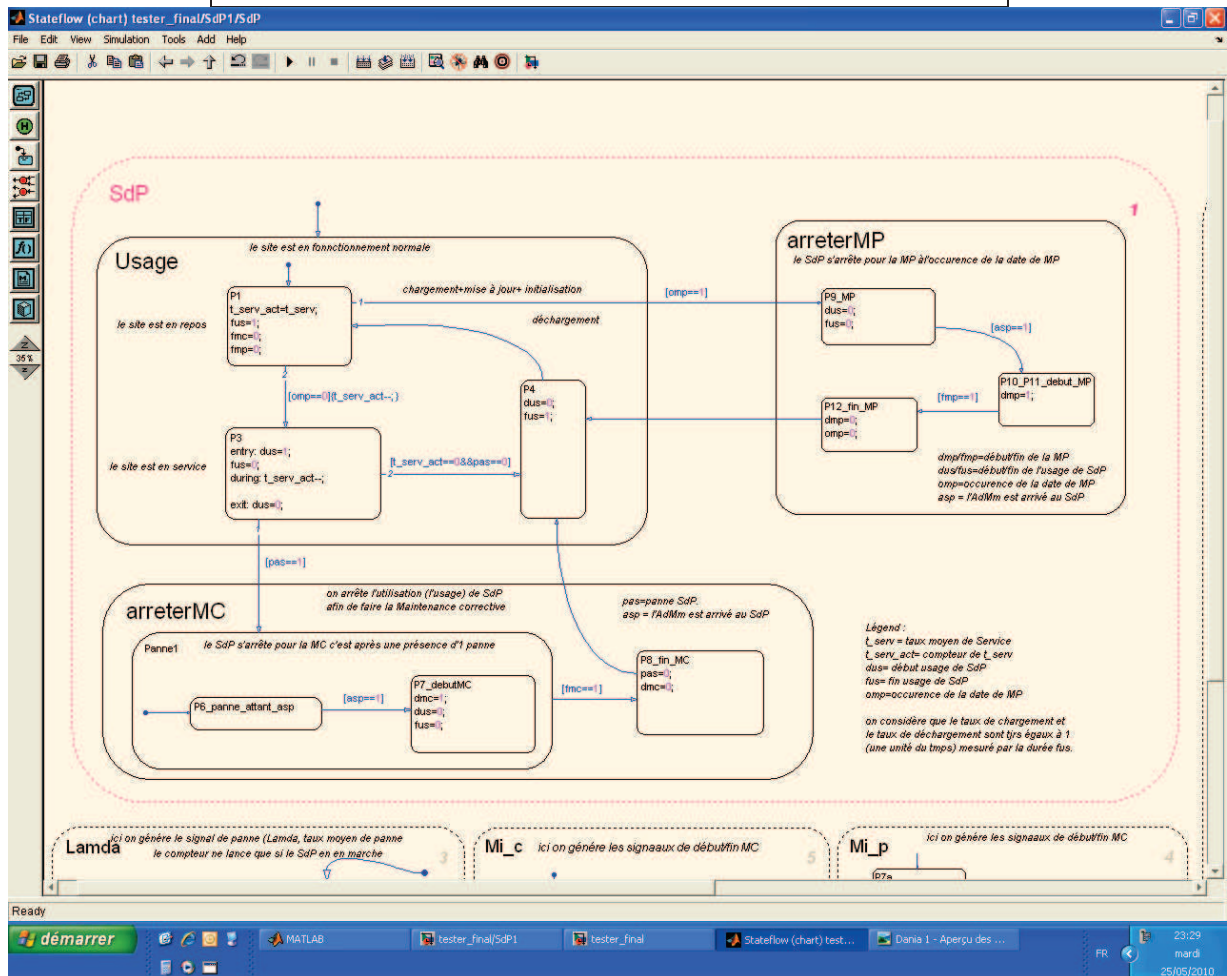 Stateflow (chart) tester_final/SdP1/SdP
File Edit View Simulation Tools Add Help
SdP
1
Usage
le site est en fonnctionnement normale
P1
t_serv_act=t_serv;
fus=1;
fmc=0;
fmp=0;
le site est en repos
1
chargement+mise à jour+ initialisation
[omp==1]
déchargement
2
[omp==0]{t_serv_act--;}
P3
entry: dus=1;
fus=0;
during: t_serv_act--;
exit: dus=0;
le site est en service
[t_serv_act==0&&pas==0]
2
P4
dus=0;
fus=1;
1
[pas==1]
arreterMP
le SdP s'arrête pour la MP àl'occurence de la date de MP
P9_MP
dus=0;
fus=0;
[asp==1]
P10_P11_debut_MP
dmp=1;
[fmp==1]
P12_fin_MP
dmp=0;
omp=0;
dmp/fmp=début/fin de la MP
dus/fus=début/fin de l'usage de SdP
omp=occurence de la date de MP
asp = l'AdMm est arrivé au SdP
arreterMC
on arrête l'utilisation (l'usage) de SdP
afin de faire la Maintenance corrective
pas=panne SdP.
asp = l'AdMm est arrivé au SdP
Panne1
le SdP s'arrête pour la MC c'est après une présence d'1 panne
P6_panne_attant_asp
[asp==1]
P7_debutMC
dmc=1;
dus=0;
fus=0;
[fmc==1]
P8_fin_MC
pas=0;
dmc=0;
Légend :
t_serv = taux moyen de Service
t_serv_act= compteur de t_serv
dus= début usage de SdP
fus= fin usage de SdP
omp=occurence de la date de MP
on considère que le taux de chargement et
le taux de déchargement sont tjrs égaux à 1
(une unité du tmps) mesuré par la durée fus.
Lamda
ici on génére le signal de panne (Lamda, taux moyen de panne
le compteur ne lance que si le SdP en en marche
3
Mi_c
ici on génére les signaaux de début/fin MC
5
Mi_p
ici on génére les signaaux de début/fin MC
4
P7a
35%
Ready
démarrer
MATLAB
tester_final/SdP1
tester_final
Stateflow (chart) test...
Dania 1 - Aperçu des ...
FR
23:29
mardi
25/05/2010